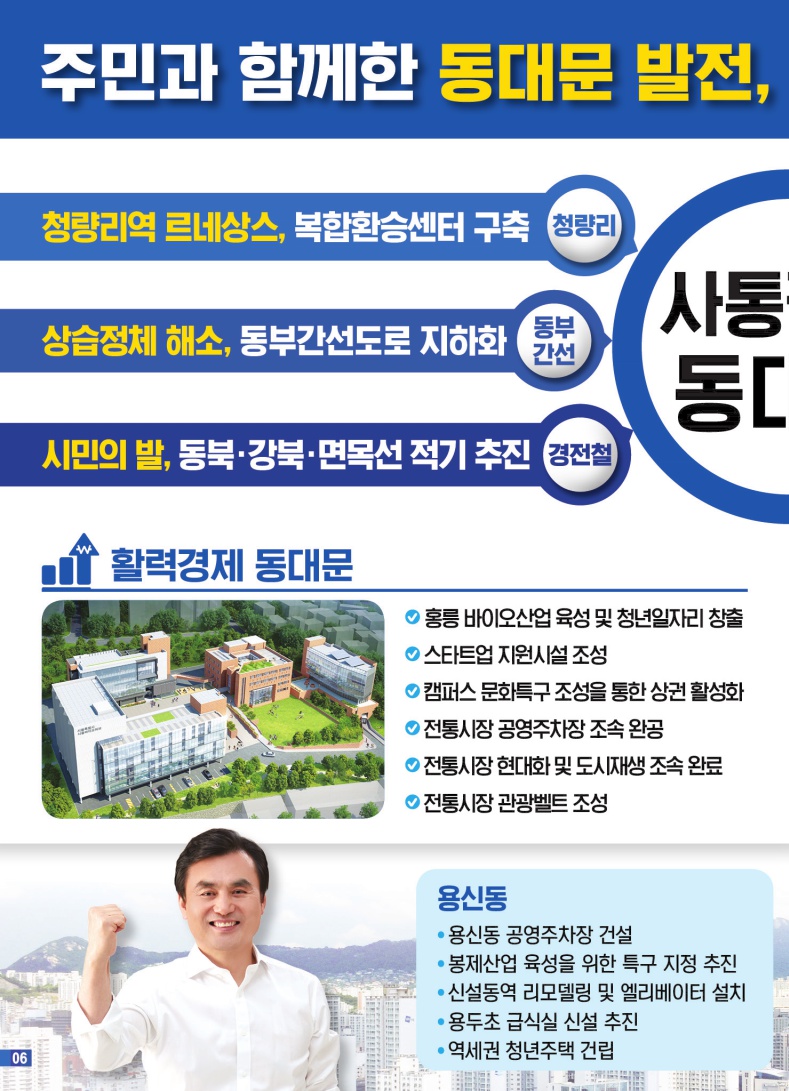 주민과 함께한 동대문 발전,
청량리역 르네상스, 복합환승센터 구축
청량리
상습정체 해소, 동부간선도로 지하화
동부
간선
시민의 발, 동북·강북·면목선 적기 추진
경전철
사통
동대
활력경제 동대문
홍릉 바이오산업 육성 및 청년일자리 창출
스타트업 지원시설 조성
캠퍼스 문화특구 조성을 통한 상권 활성화
전통시장 공영주차장 조속 완공
전통시장 현대화 및 도시재생 조속 완료
전통시장 관광벨트 조성
용신동
• 용신동 공영주차장 건설
• 봉제산업 육성을 위한 특구 지정 추진
• 신설동역 리모델링 및 엘리베이터 설치
• 용두초 급식실 신설 추진
• 역세권 청년주택 건립
06